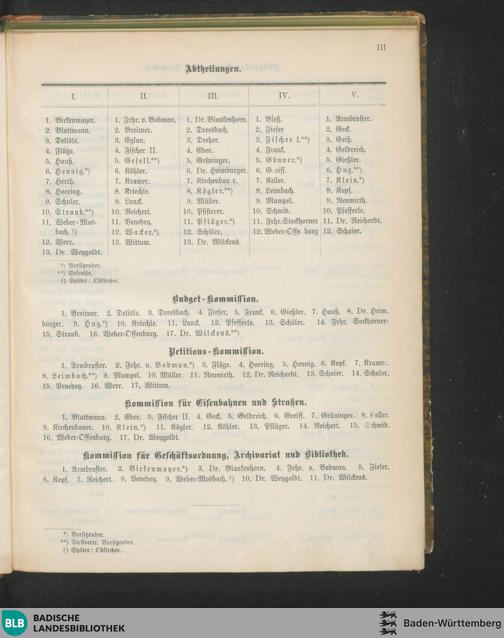 III
Abtheilungen.
I. II. III. IV. V.
1. Birkenmayer. 1. Frhr. v. Bodman. 1. Dr. Blankenhorn. 1. Armbruster.
2. Blattmann. 2. Breitner. 2. Dreesbach. 2. Fieser 2. Geck.
3. Delisle. 3. Eglau. 3. Dreher. 3. Fischer I.**) 3. Geiß.
4. Flüge. 4. Fischer II. 4. Eder. 4. Frank. 4. Geldreich.
5. Hauß. 5. Gesell.**) 5. Grüninger. 5. Gönner.*) 5. Gießler.
6. Hennig.*) 6. Köhler. 6. Dr. Heimburger. 6. Greiff. 6. Hug.**)
7. Herth. 7. Kramer. 7. Kirchenbauer. 7. Keller. 7. Klein.*)
8. Hoering. 8. Kriechle. 8. Kögler.**) 8. Leimbach. 8. Kopf.
9. Schuler. 9. Lauck. 9. Müller. 9. Mampel. 9. Neuwirth.
10. Straub.**) 10. Reichert. 10. Pfisterer. 10. Schmid. 10. Pfefferle.
11. Weber-Mos- 11. Venedey. 11. Pflüger.*) 11. Frhr. Stockhorner 11. Dr. Reichardt.
bach.†) 12. Wacker.*) 12. Schüler. 12. Weber-Offenburg 12. Schaier.
12. Werr. 13. Wittum. 13. Dr. Wilckens.
13. Dr. Weygoldt.
*) Vorsitzender.
**) Sekretär.
†) Später: Obkircher.
Budget-Kommission.
1. Breitner. 2. Delisle. 3. Dreesbach. 4. Fieser. 5. Frank. 6. Gießler. 7. Hauß. 8. Dr. Heim-
burger. 9. Hug.*) 10. Kriechle. 11. Lauck. 12. Pfefferle. 13. Schüler. 14. Frhr. Stockhorner.
15. Straub. 16. Weber-Offenburg. 17. Dr. Wilckens.**)
Petitions-Kommission.
1. Armbruster. 2. Frhr. v. Bodman.*) 3. Flüge. 4. Hoering. 5. Hennig. 6. Kopf. 7. Kramer.
8. Leimbach.**) 9. Mampel. 10. Müller. 11. Neuwirth. 12. Dr. Reichardt. 13. Schaier. 14. Schuler.
15. Venedey. 16. Werr. 17. Wittum.
Kommission für Eisenbahnen und Straßen.
1. Blattmann. 2. Eder. 3. Fischer II. 4. Geck. 5. Geldreich. 6. Greiff. 7. Grüninger. 8. Keller.
9. Kirchenbauer. 10. Klein.*) 11. Kögler. 12. Köhler. 13. Pflüger. 14. Reichert. 15. Schmid.
16. Weber-Offenburg. 17. Dr. Weygoldt.
Kommission für Geschäftsordnung, Archivariat und Bibliothek.
1. Armbruster. 2. Birkenmayer.*) 3. Dr. Blankenhorn. 4. Frhr. v. Bodman. 5. Fieser.
6. Kopf. 7. Reichert. 8. Venedey. 9. Weber-Mosbach.†) 10. Dr. Weygoldt. 11. Dr. Wilckens.
*) Vorsitzender.
**) Stellvertr. Vorsitzender.
†) Später: Obkircher.
BLB BADISCHE
LANDESBIBLIOTHEK
Baden-Württemberg